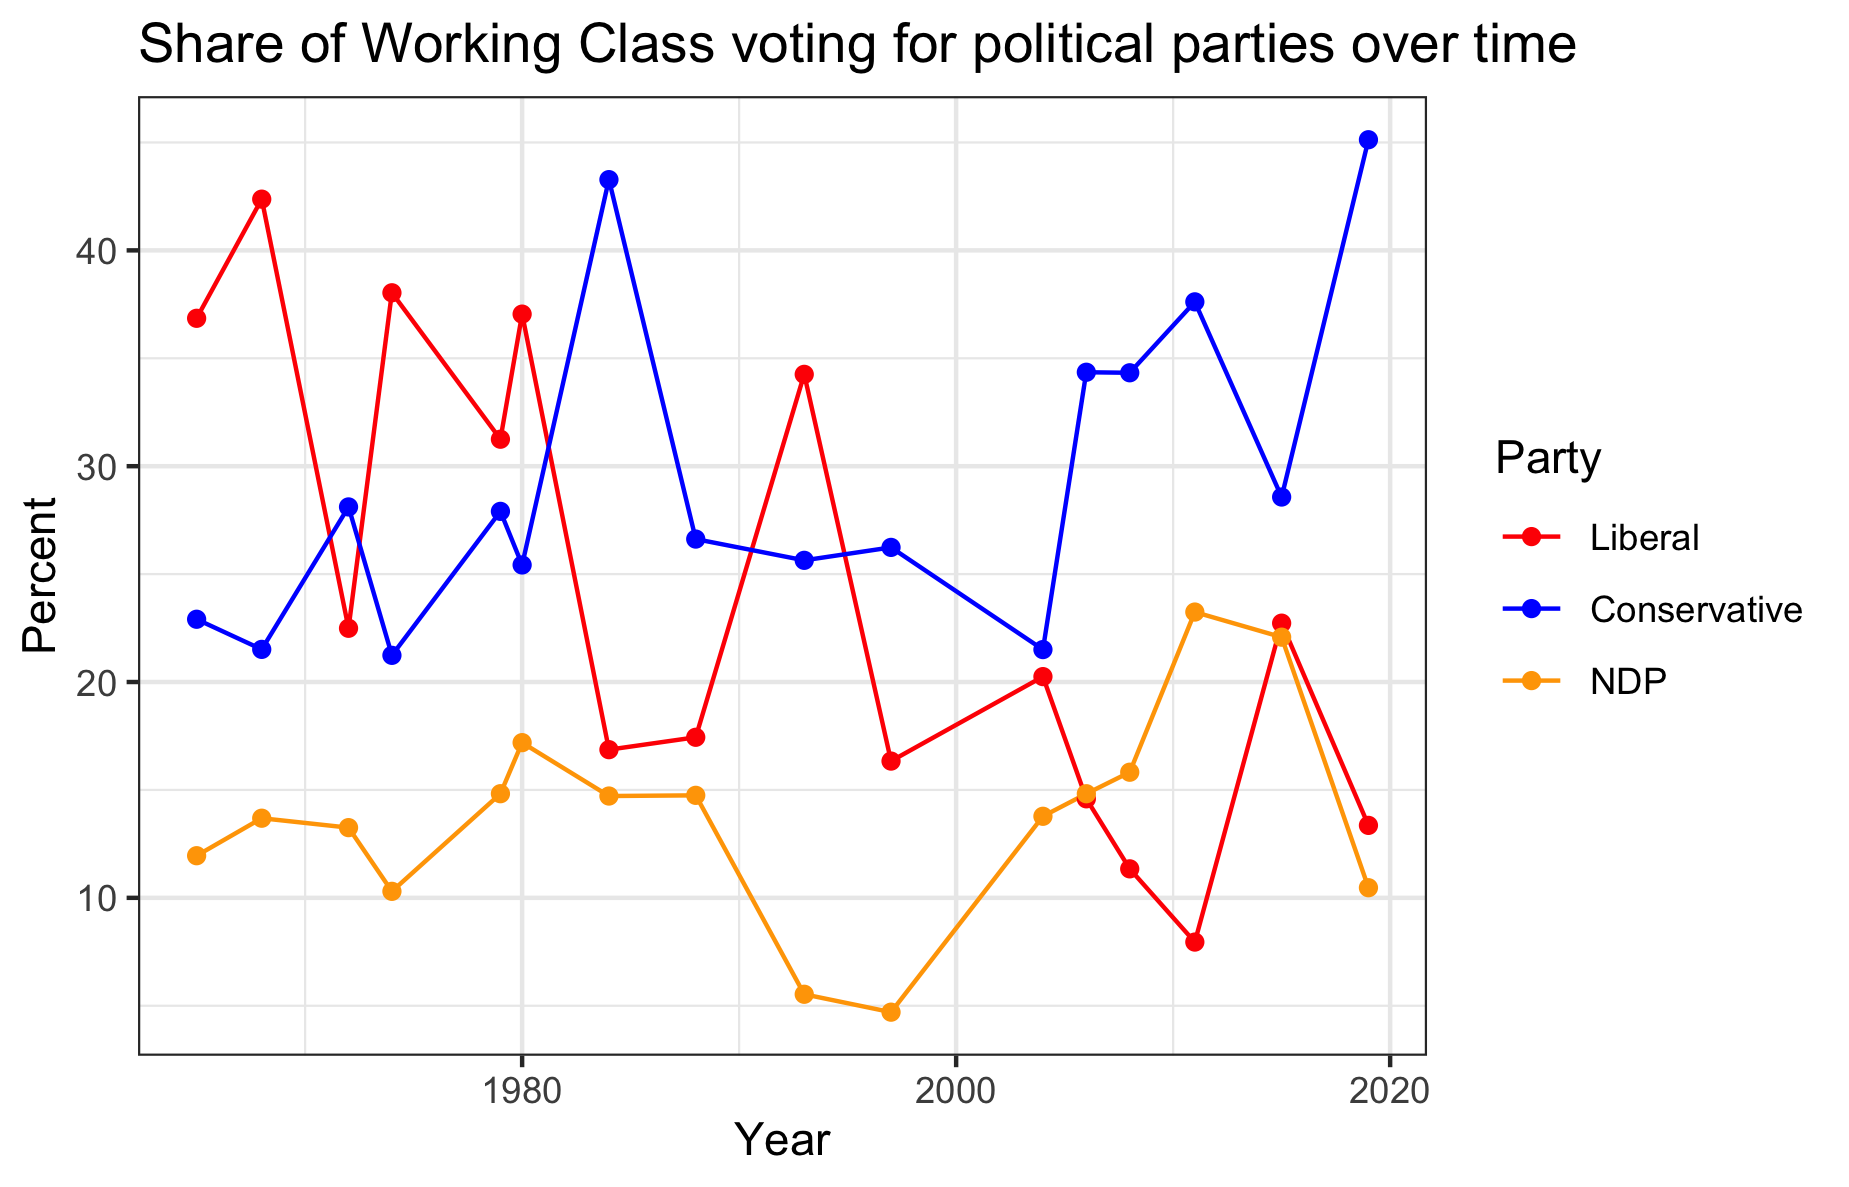 Share of Working Class voting for political parties over time
40
30
20
10
Percent
1980
2000
2020
Year
Party
Liberal
Conservative
NDP